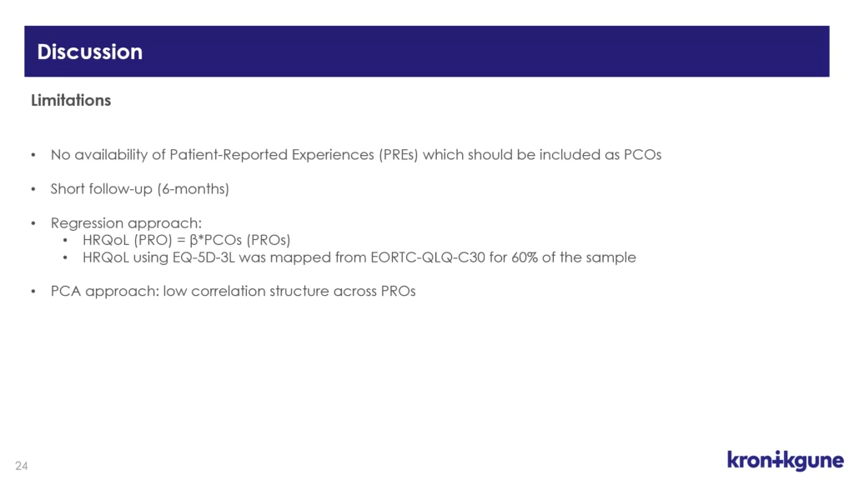 Discussion
Limitations
• No availability of Patient-Reported Experiences (PREs) which should be included as PCOs
• Short follow-up (6-months)
• Regression approach:
• HRQoL (PRO) = β*PCOs (PROs)
• HRQoL using EQ-5D-3L was mapped from EORTC-QLQ-C30 for 60% of the sample
• PCA approach: low correlation structure across PROs
24
kronikgune